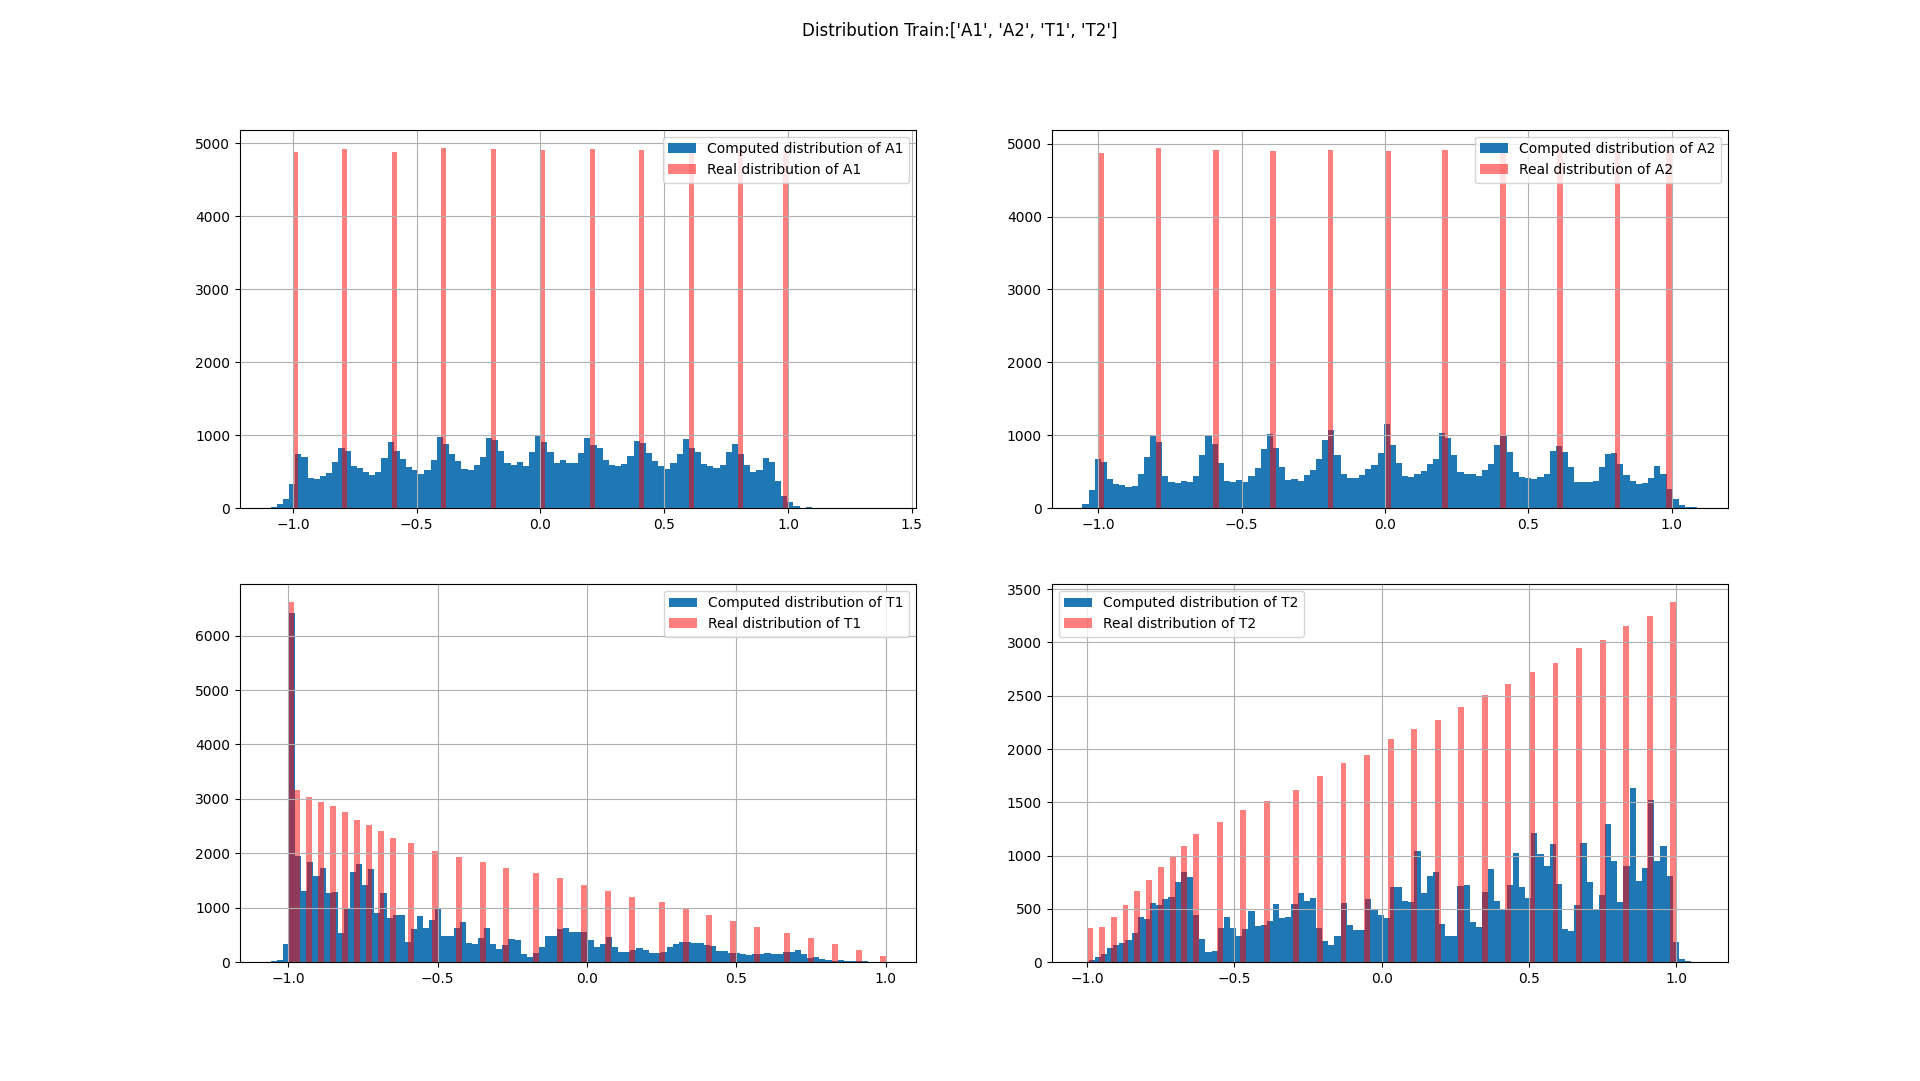 Distribution Train:['A1', 'A2', 'T1', 'T2']
Computed distribution of A1
Real distribution of A1
5000
4000
3000
2000
1000
0
−1.0 −0.5 0.0 0.5 1.0 1.5
Computed distribution of A2
Real distribution of A2
5000
4000
3000
2000
1000
0
−1.0 −0.5 0.0 0.5 1.0
Computed distribution of T1
Real distribution of T1
6000
5000
4000
3000
2000
1000
0
−1.0 −0.5 0.0 0.5 1.0
Computed distribution of T2
Real distribution of T2
3500
3000
2500
2000
1500
1000
500
0
−1.0 −0.5 0.0 0.5 1.0